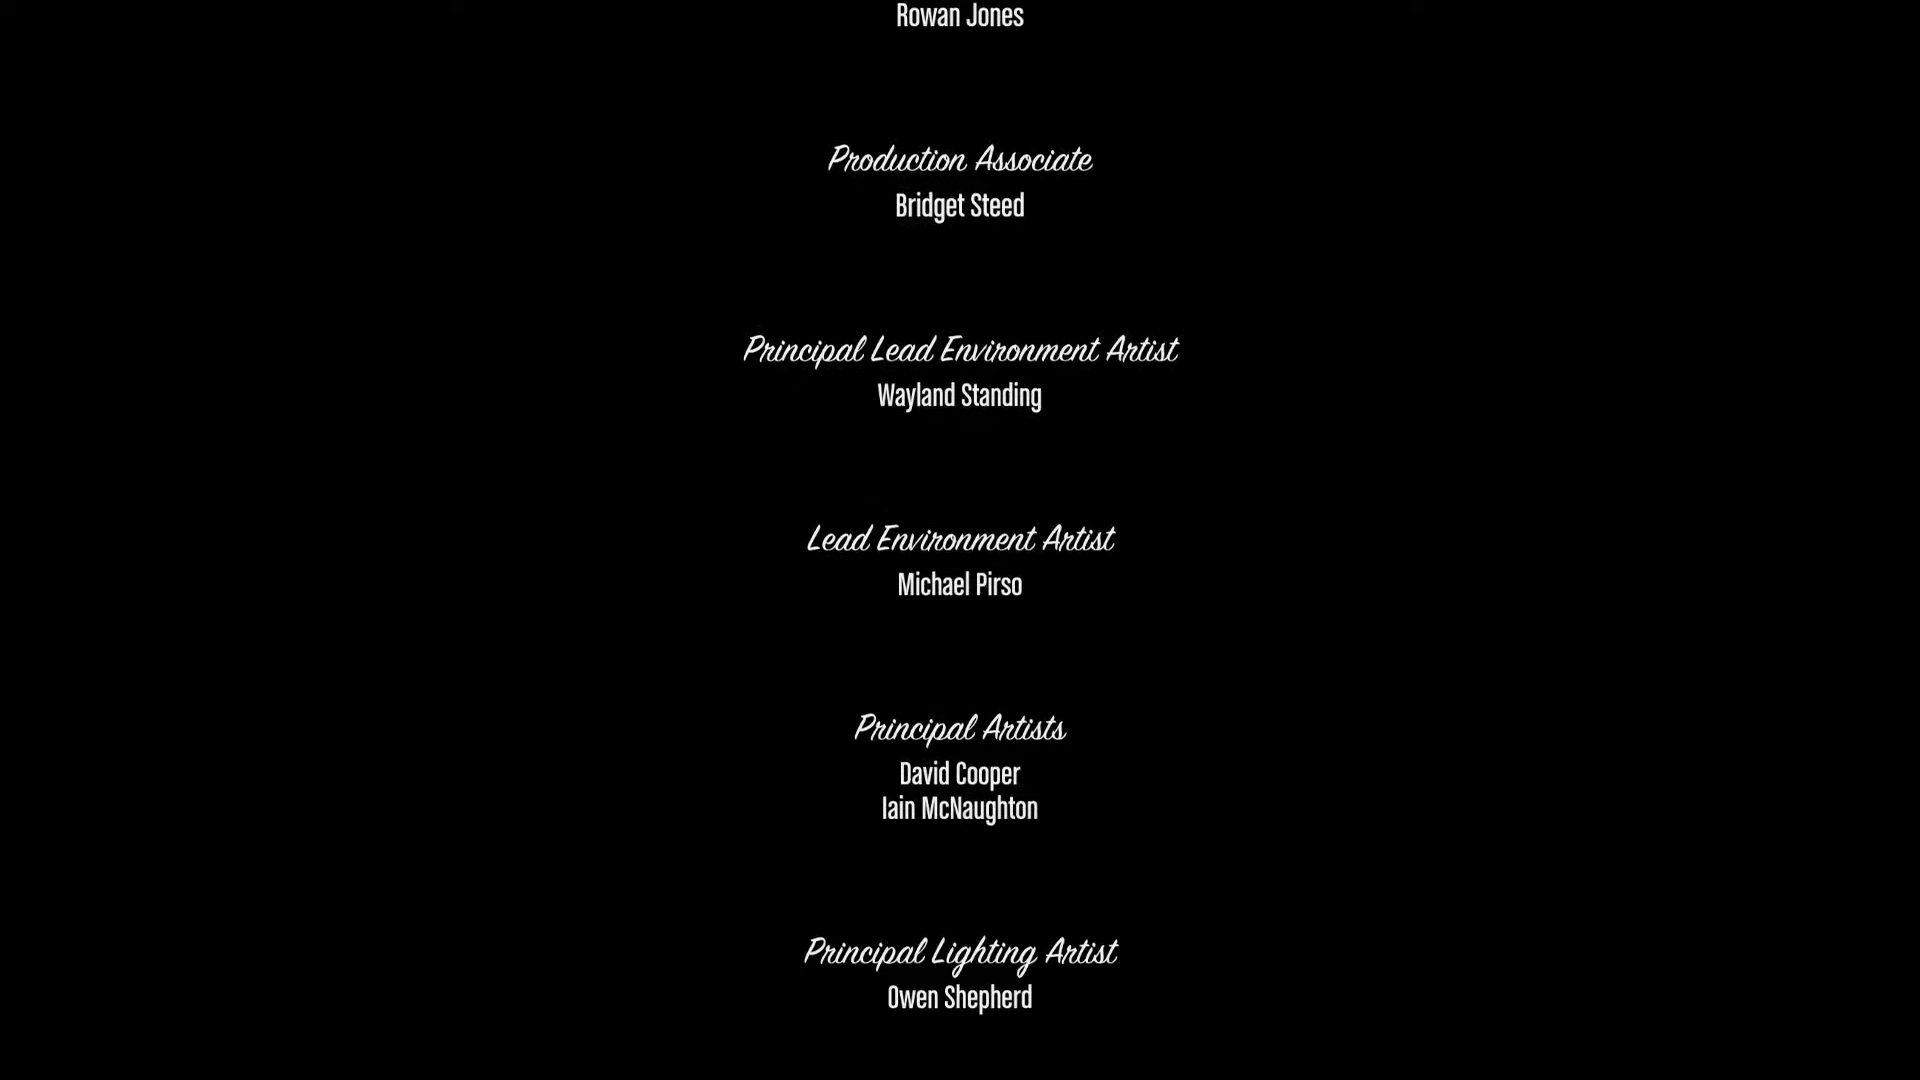 Rowan Jones
Production Associate
Bridget Steed
Principal Lead Environment Artist
Wayland Standing
Lead Environment Artist
Michael Pirso
Principal Artists
David Cooper
Iain McNaughton
Principal Lighting Artist
Owen Shepherd